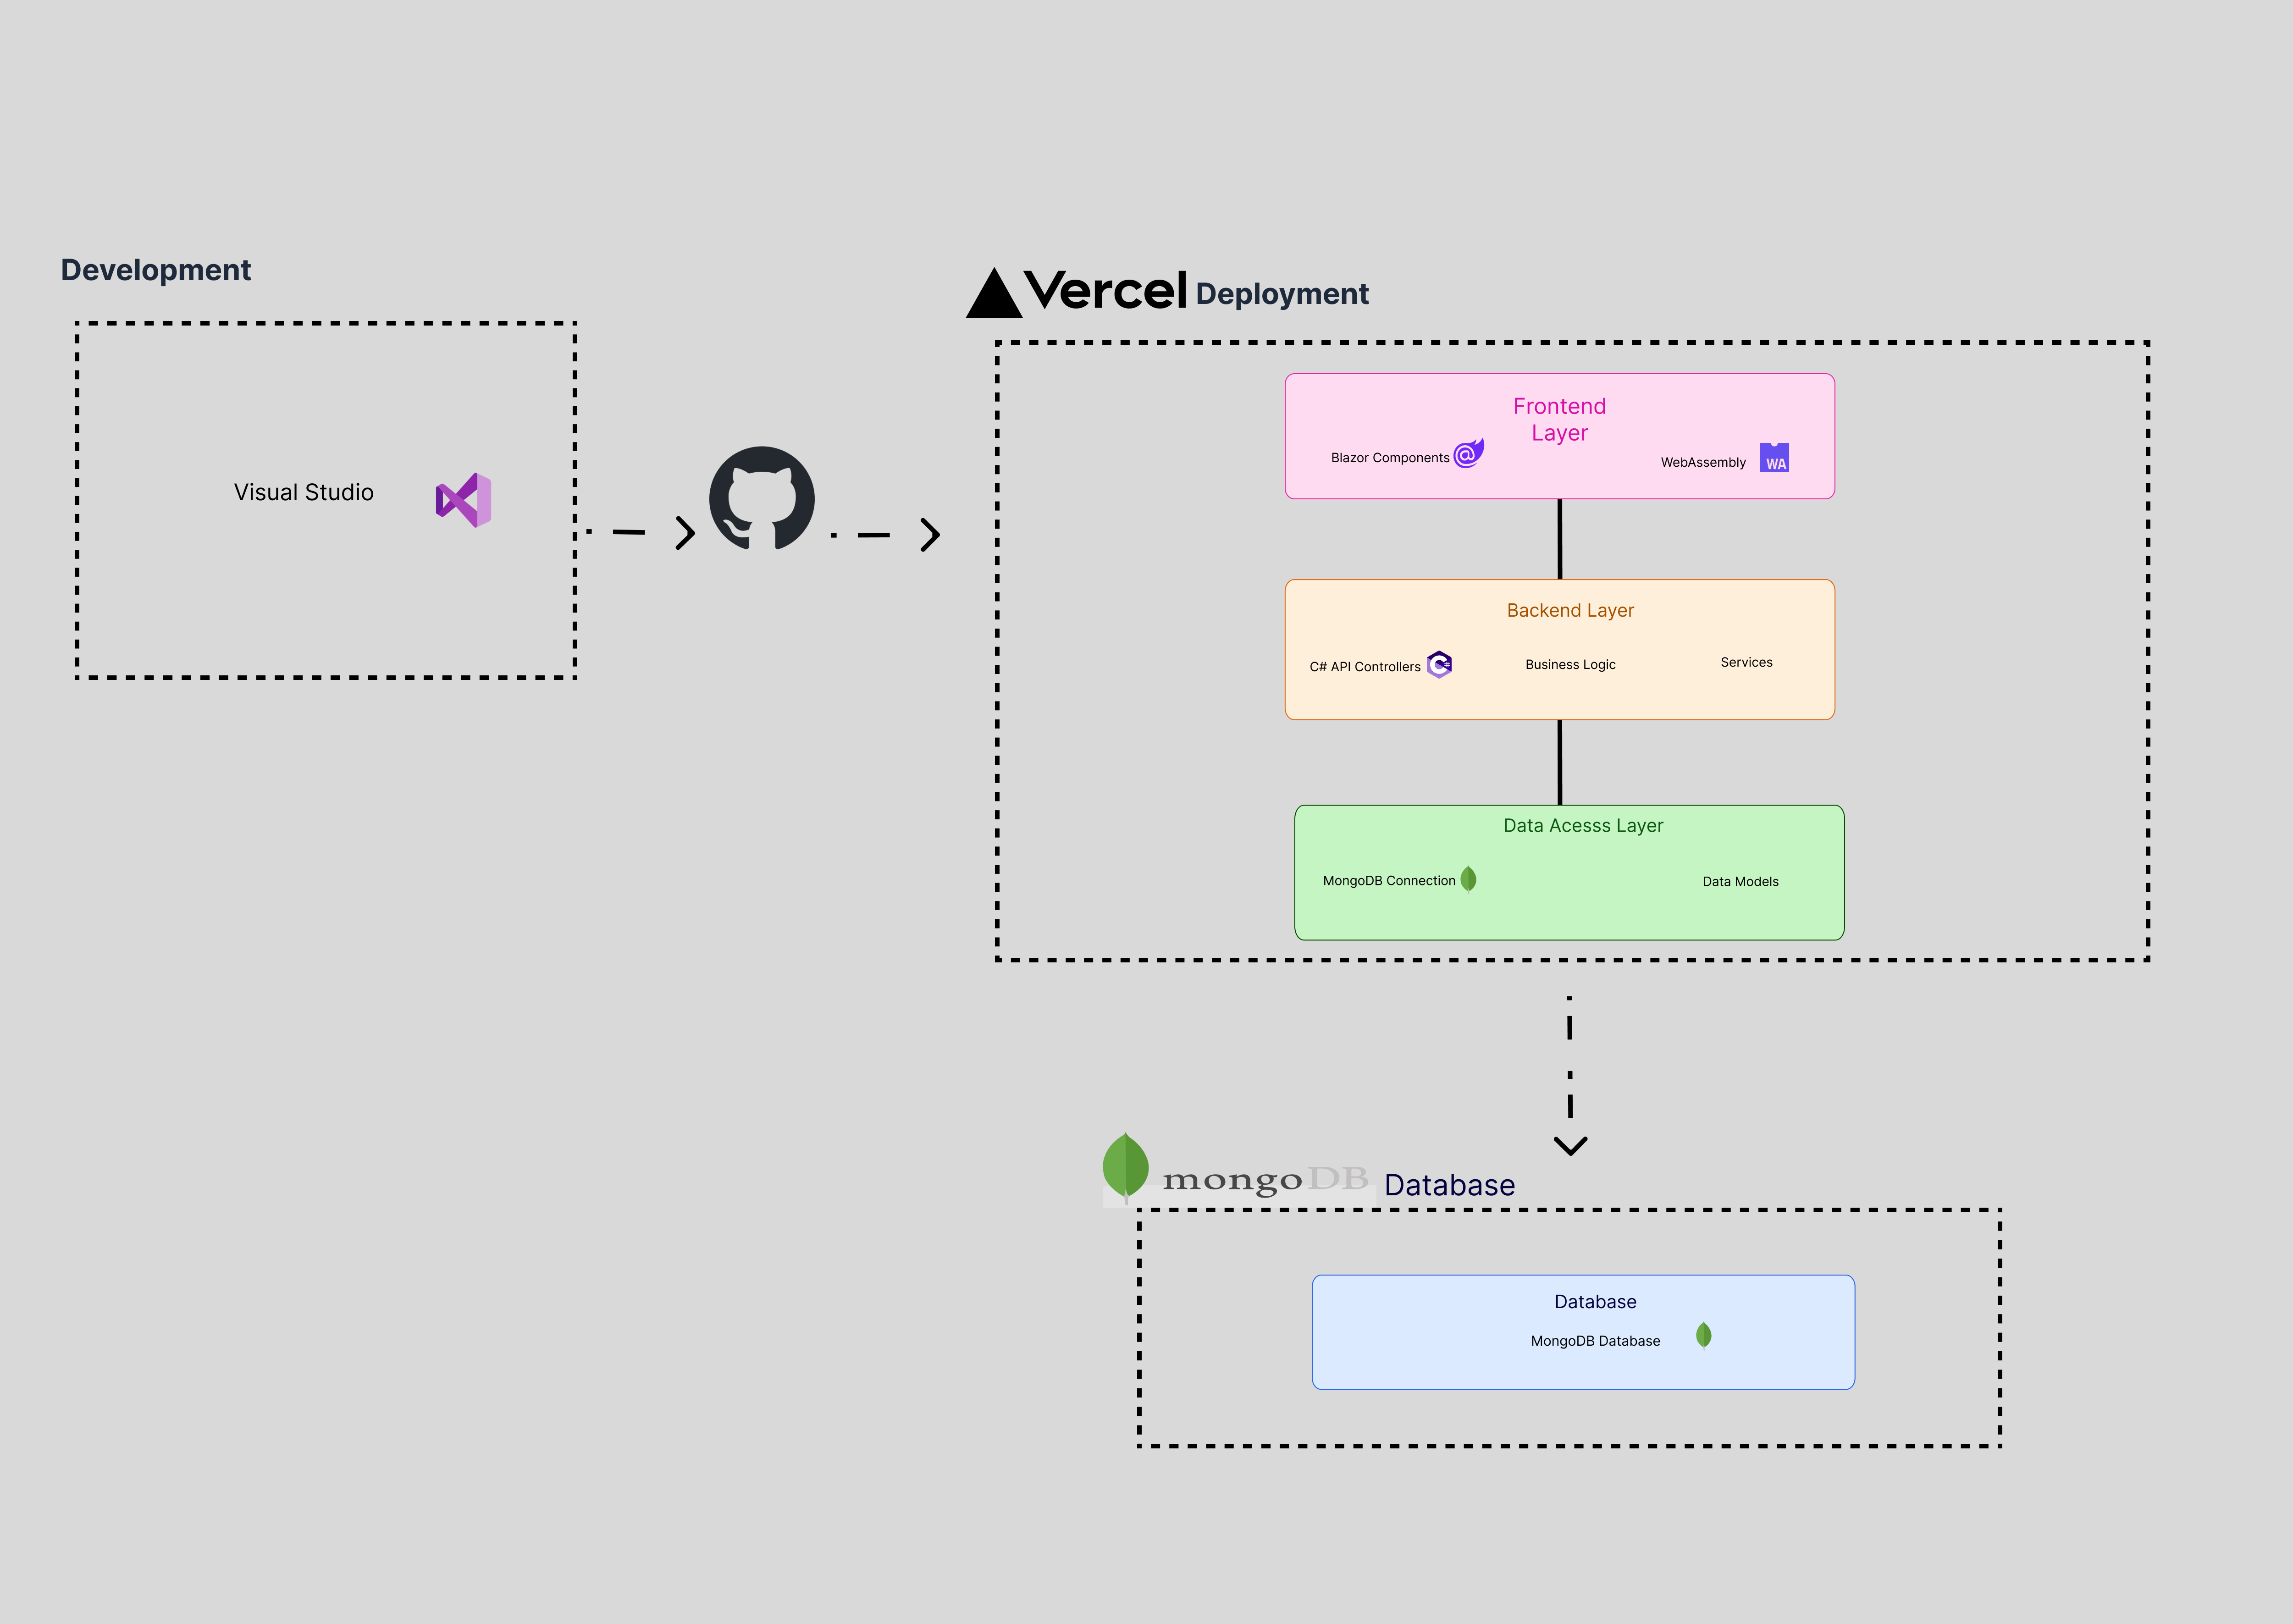 Development
Vercel Deployment
Visual Studio
Frontend
Layer
Blazor Components
WebAssembly
WA
Backend Layer
C# API Controllers
Business Logic
Services
Data Acesss Layer
MongoDB Connection
Data Models
mongoDB Database
Database
MongoDB Database